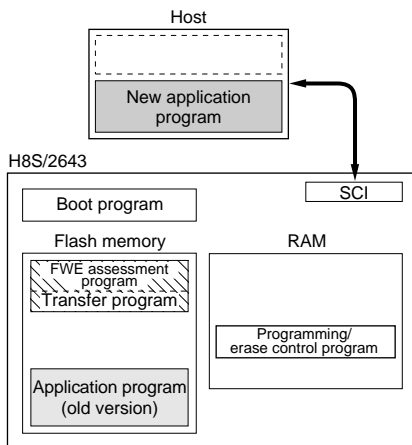 Host
New application
program
H8S/2643
SCI
Boot program
Flash memory
RAM
FWE assessment
program
Transfer program
Programming/
erase control program
Application program
(old version)